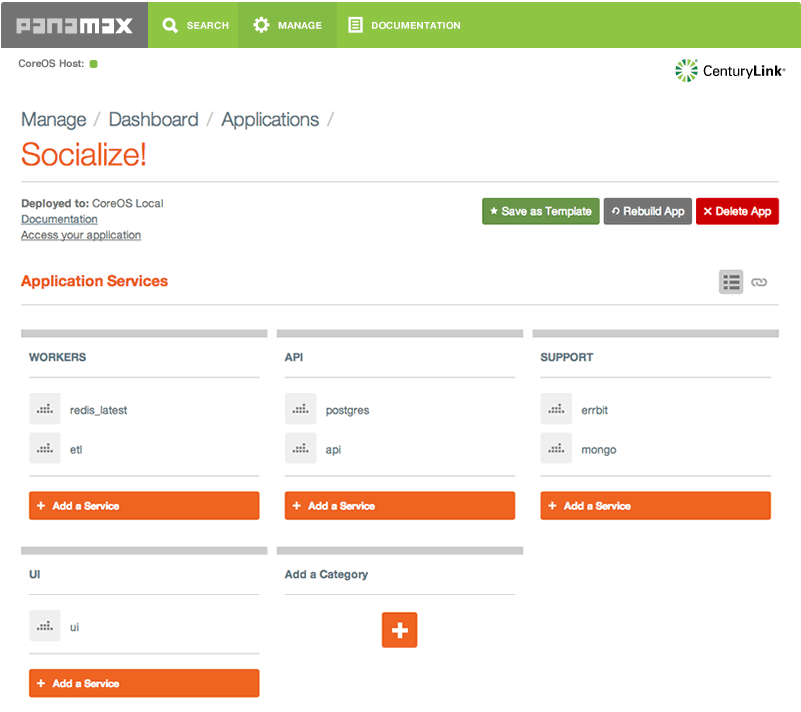 panamax SEARCH MANAGE DOCUMENTATION
CoreOS Host:
CenturyLink®
Manage / Dashboard / Applications /
Socialize!
Deployed to: CoreOS Local
Documentation
Access your application
Save as Template Rebuild App Delete App
Application Services
WORKERS
redis_latest
etl
+ Add a Service
API
postgres
api
+ Add a Service
SUPPORT
errbit
mongo
+ Add a Service
UI
ui
+ Add a Service
Add a Category
+